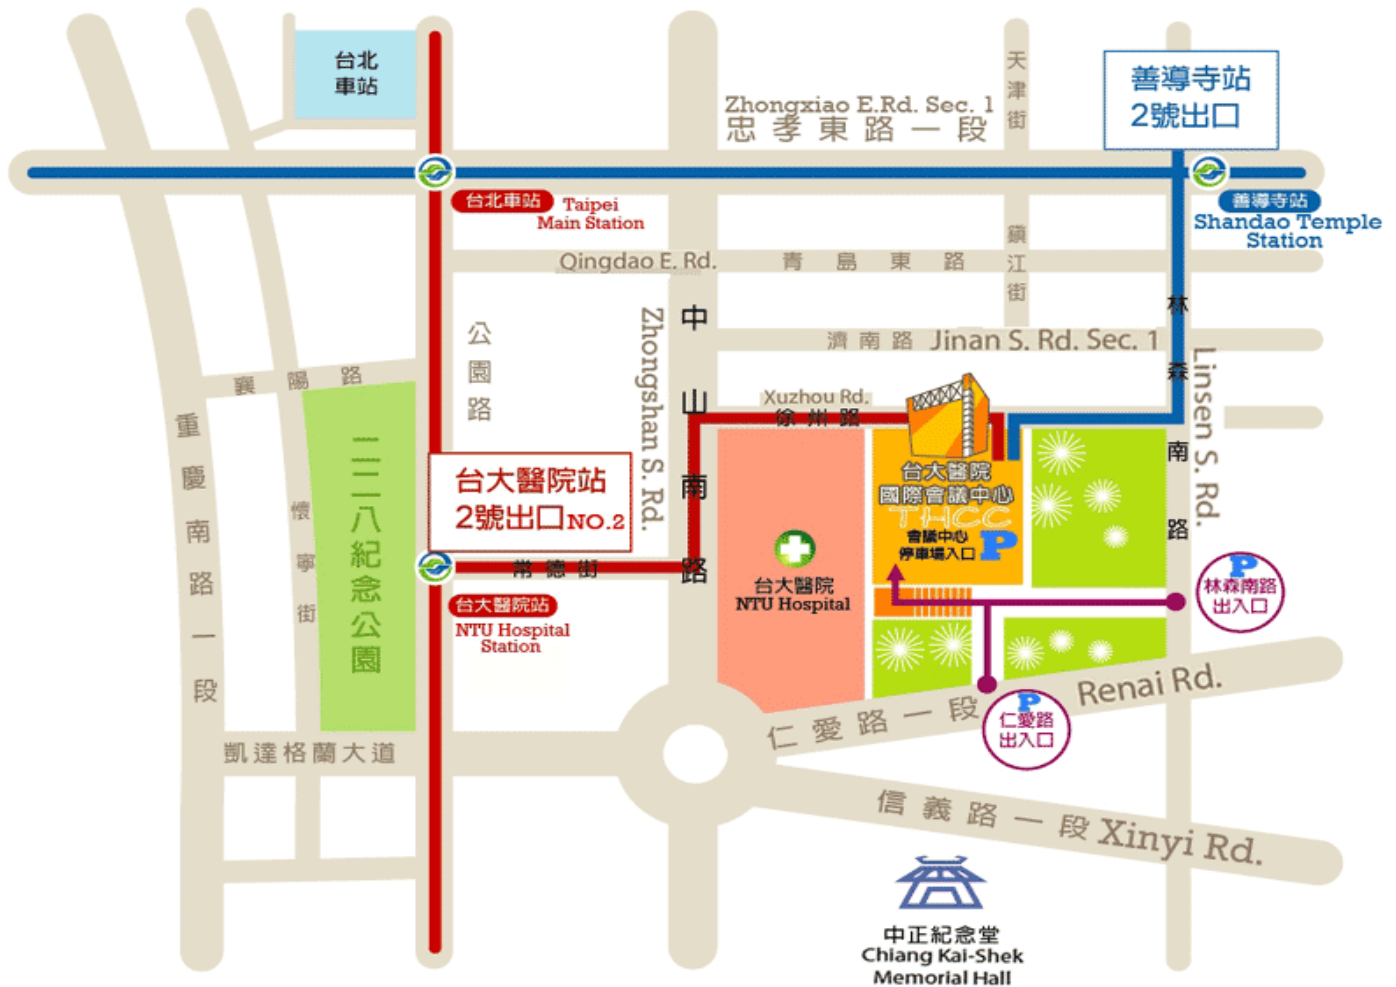 台北
車站
天津街
善導寺站
2號出口
Zhongxiao E.Rd. Sec. 1
忠孝東路一段
台北車站
Taipei
Main Station
善導寺站
Shandao Temple
Station
Qingdao E. Rd.
青島東路
鎮江街
林森南路
Linsen S. Rd.
公園路
Zhongshan S. Rd.
中山南路
濟南路
Jinan S. Rd. Sec. 1
襄陽路
Xuzhou Rd.
徐州路
重慶南路一段
懷寧街
二二八紀念公園
台大醫院站
2號出口NO.2
常德街
台大醫院站
NTU Hospital
Station
台大醫院
NTU Hospital
台大醫院
國際會議中心
THCC
會議中心
停車場入口
P
P
林森南路
出入口
P
仁愛路
出入口
仁愛路一段
Renai Rd.
凱達格蘭大道
信義路一段
Xinyi Rd.
中正紀念堂
Chiang Kai-Shek
Memorial Hall